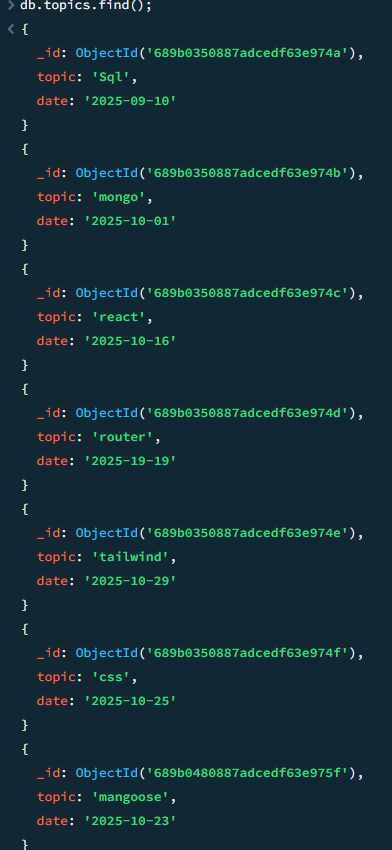 db.topics.find();
{
_id: ObjectId('689b0350887adcedf63e974a'),
topic: 'Sql',
date: '2025-09-10'
}
{
_id: ObjectId('689b0350887adcedf63e974b'),
topic: 'mongo',
date: '2025-10-01'
}
{
_id: ObjectId('689b0350887adcedf63e974c'),
topic: 'react',
date: '2025-10-16'
}
{
_id: ObjectId('689b0350887adcedf63e974d'),
topic: 'router',
date: '2025-19-19'
}
{
_id: ObjectId('689b0350887adcedf63e974e'),
topic: 'tailwind',
date: '2025-10-29'
}
{
_id: ObjectId('689b0350887adcedf63e974f'),
topic: 'css',
date: '2025-10-25'
}
{
_id: ObjectId('689b0480887adcedf63e975f'),
topic: 'mangoose',
date: '2025-10-23'
}